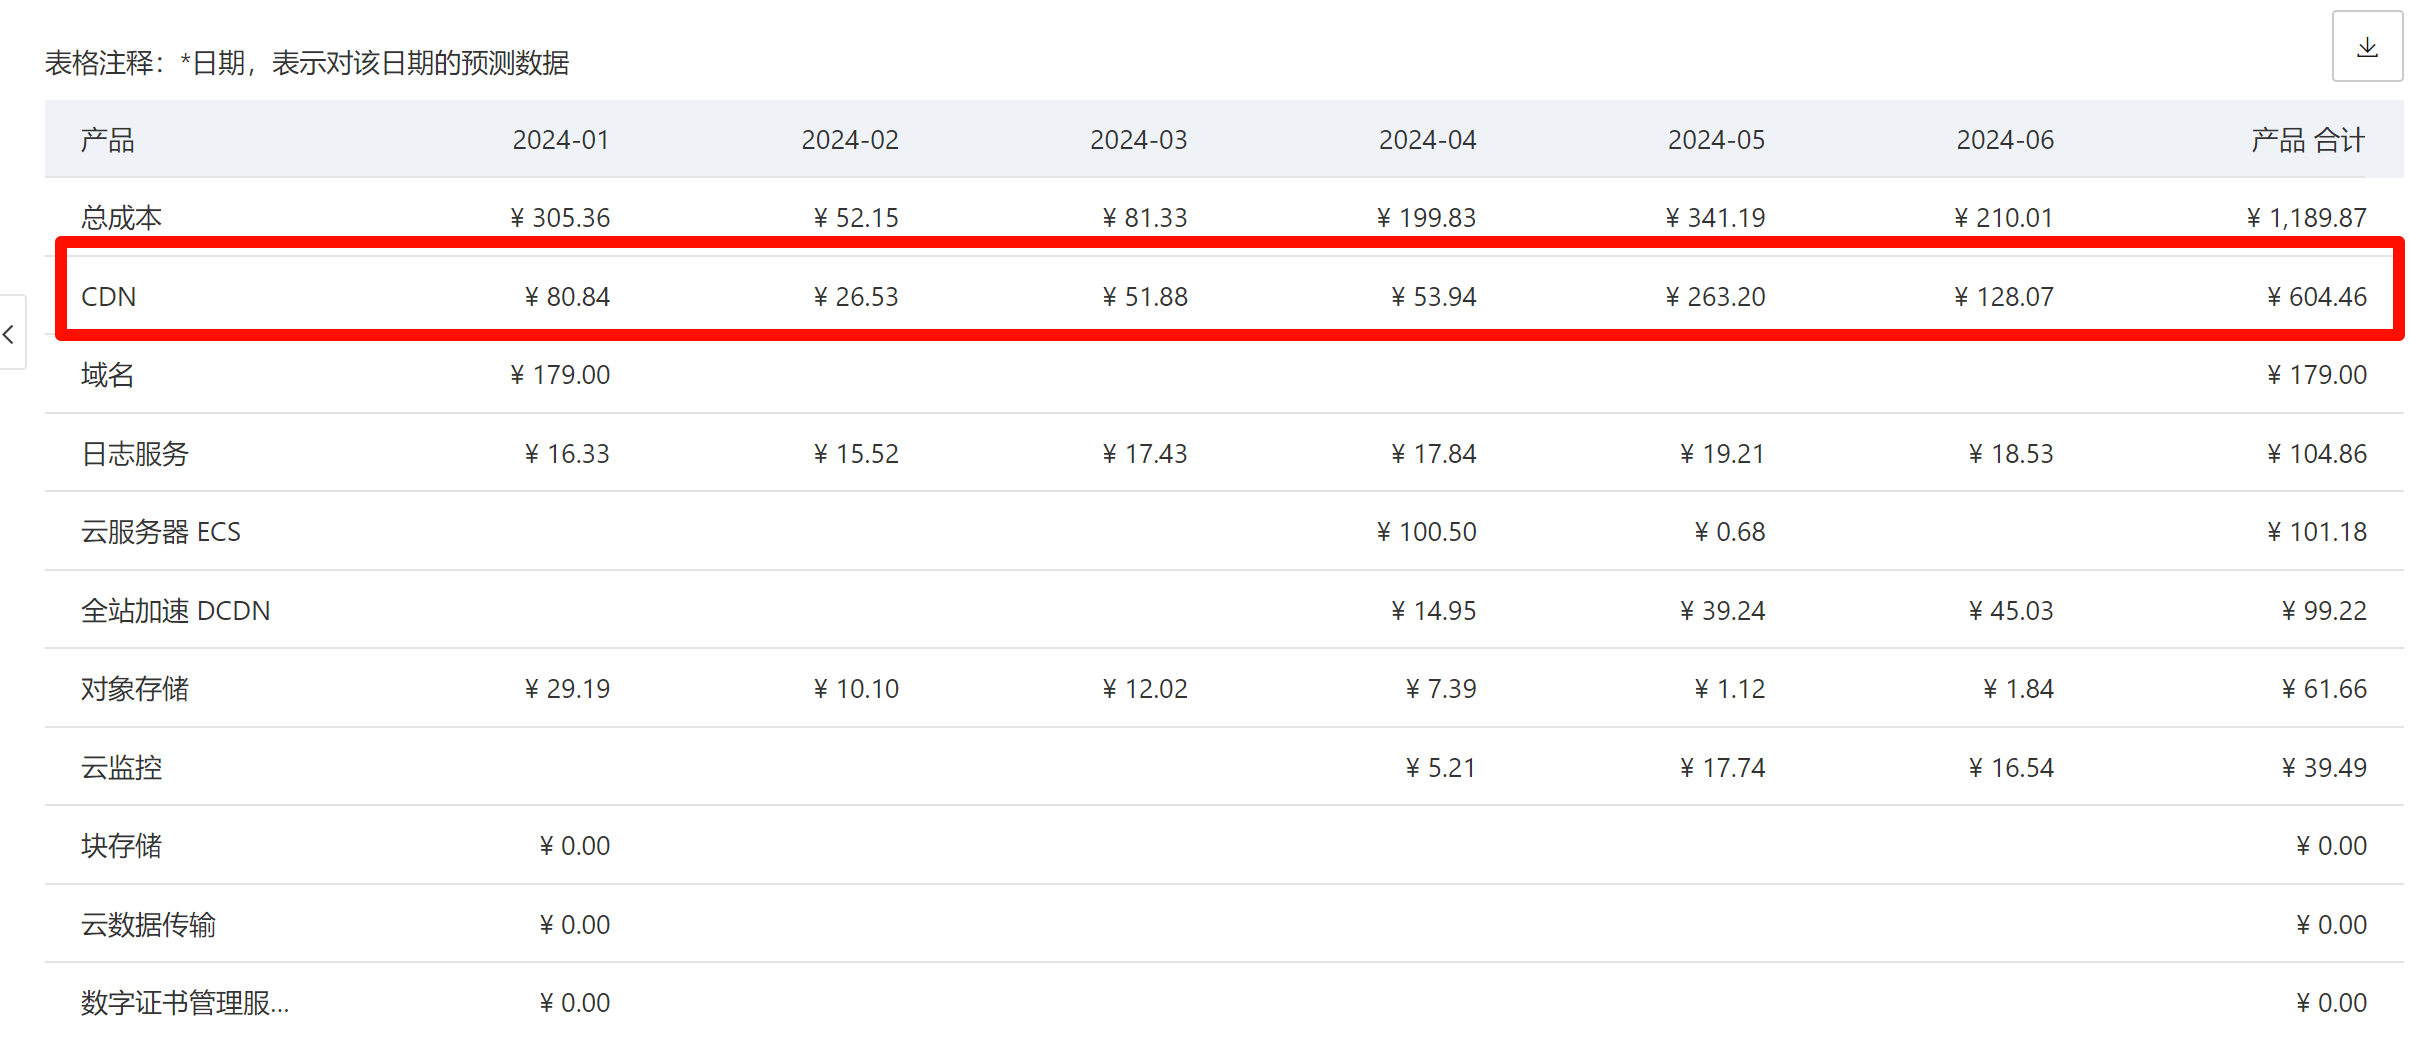 表格注释：*日期，表示对该日期的预测数据
产品 2024-01 2024-02 2024-03 2024-04 2024-05 2024-06 产品 合计
总成本 ¥ 305.36 ¥ 52.15 ¥ 81.33 ¥ 199.83 ¥ 341.19 ¥ 210.01 ¥ 1,189.87
CDN ¥ 80.84 ¥ 26.53 ¥ 51.88 ¥ 53.94 ¥ 263.20 ¥ 128.07 ¥ 604.46
域名 ¥ 179.00 ¥ 179.00
日志服务 ¥ 16.33 ¥ 15.52 ¥ 17.43 ¥ 17.84 ¥ 19.21 ¥ 18.53 ¥ 104.86
云服务器 ECS ¥ 100.50 ¥ 0.68 ¥ 101.18
全站加速 DCDN ¥ 14.95 ¥ 39.24 ¥ 45.03 ¥ 99.22
对象存储 ¥ 29.19 ¥ 10.10 ¥ 12.02 ¥ 7.39 ¥ 1.12 ¥ 1.84 ¥ 61.66
云监控 ¥ 5.21 ¥ 17.74 ¥ 16.54 ¥ 39.49
块存储 ¥ 0.00 ¥ 0.00
云数据传输 ¥ 0.00 ¥ 0.00
数字证书管理服... ¥ 0.00 ¥ 0.00